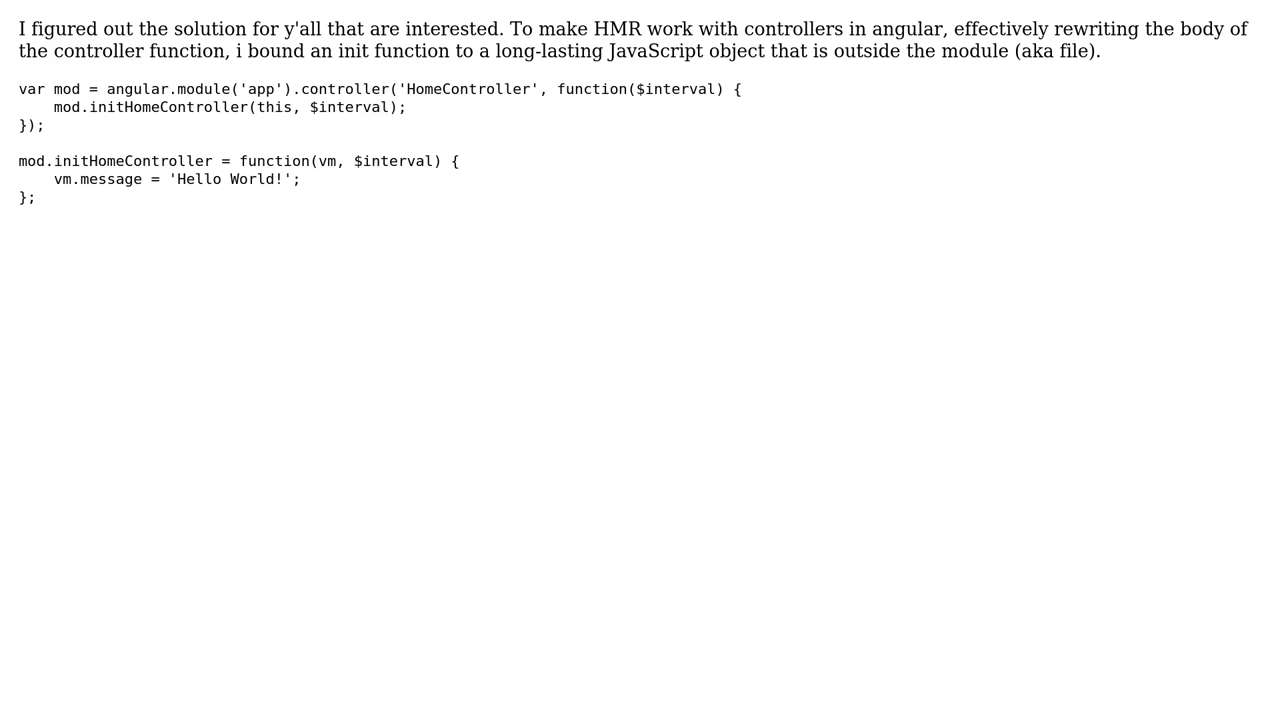 I figured out the solution for y'all that are interested. To make HMR work with controllers in angular, effectively rewriting the body of
the controller function, i bound an init function to a long-lasting JavaScript object that is outside the module (aka file).
var mod = angular.module('app').controller('HomeController', function($interval) {
    mod.initHomeController(this, $interval);
});
mod.initHomeController = function(vm, $interval) {
    vm.message = 'Hello World!';
};